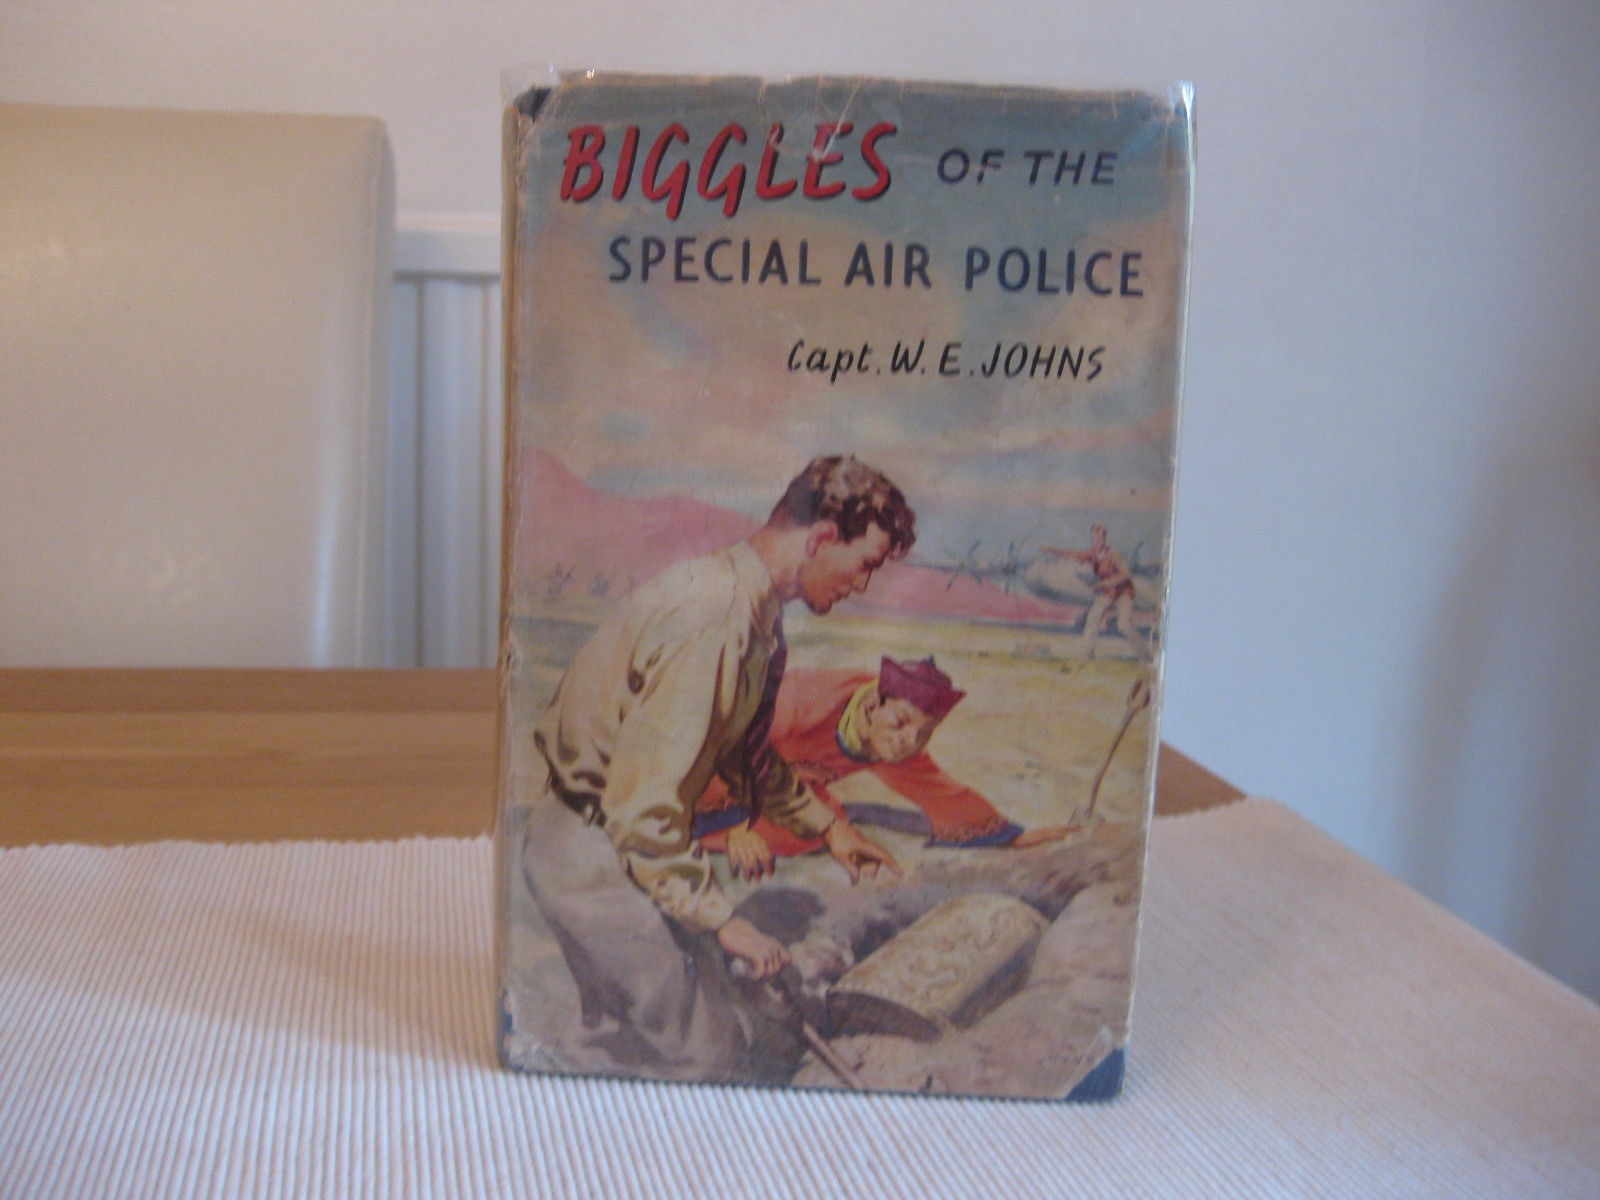 BIGGLES OF THE
SPECIAL AIR POLICE
Capt. W. E. JOHNS